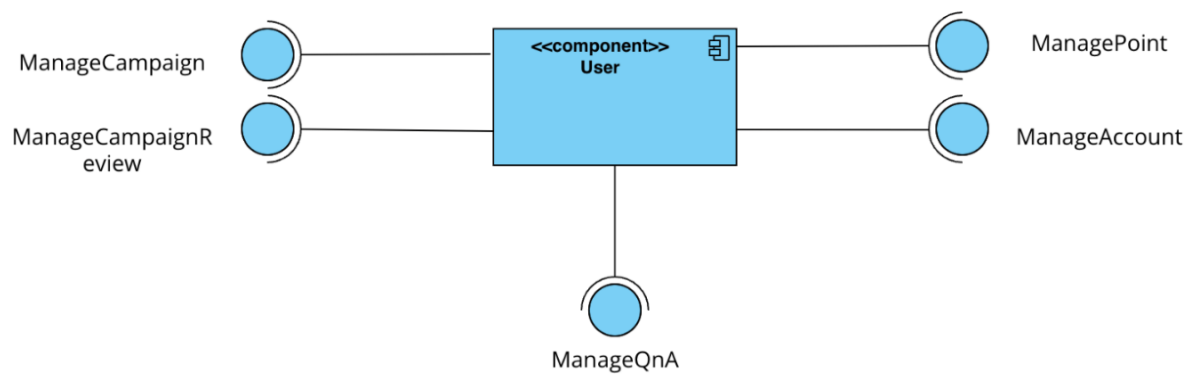 <<component>>
User
ManageCampaign
ManageCampaignR
eview
ManagePoint
ManageAccount
ManageQnA